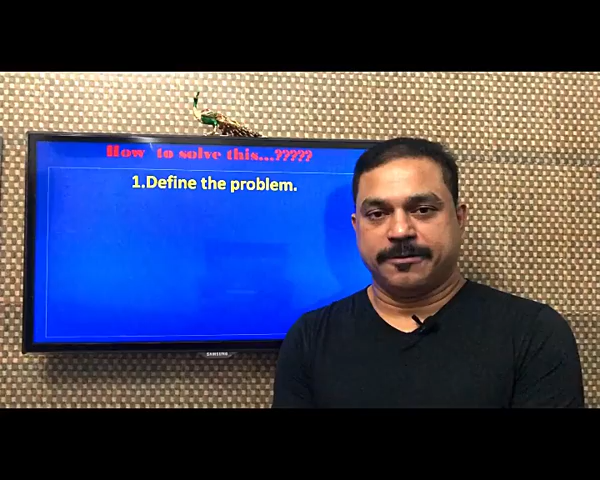 How to solve this...?????
1.Define the problem.
SAMSUNG